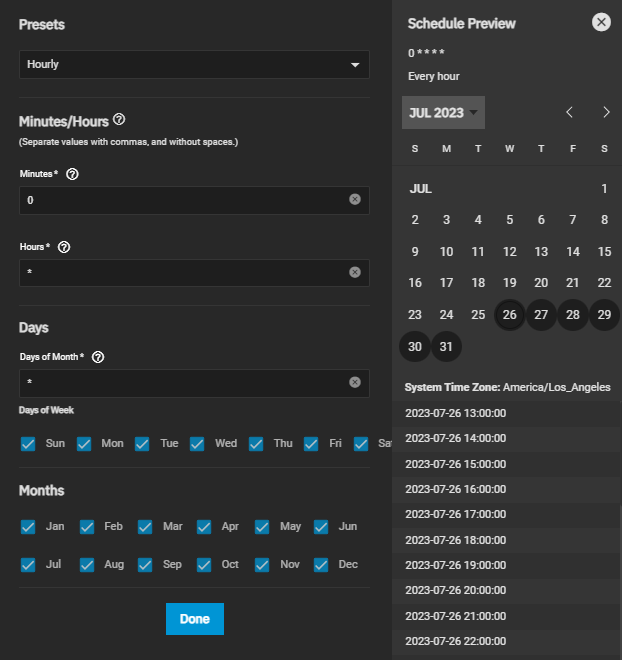 Presets
Hourly
Minutes/Hours ?
(Separate values with commas, and without spaces.)
Minutes * ?
0
Hours * ?
*
Days
Days of Month * ?
*
Days of Week
Sun Mon Tue Wed Thu Fri Sat
Months
Jan Feb Mar Apr May Jun
Jul Aug Sep Oct Nov Dec
Done
Schedule Preview
0 * * * *
Every hour
JUL 2023
S M T W T F S
JUL 1
2 3 4 5 6 7 8
9 10 11 12 13 14 15
16 17 18 19 20 21 22
23 24 25 26 27 28 29
30 31
System Time Zone: America/Los_Angeles
2023-07-26 13:00:00
2023-07-26 14:00:00
2023-07-26 15:00:00
2023-07-26 16:00:00
2023-07-26 17:00:00
2023-07-26 18:00:00
2023-07-26 19:00:00
2023-07-26 20:00:00
2023-07-26 21:00:00
2023-07-26 22:00:00